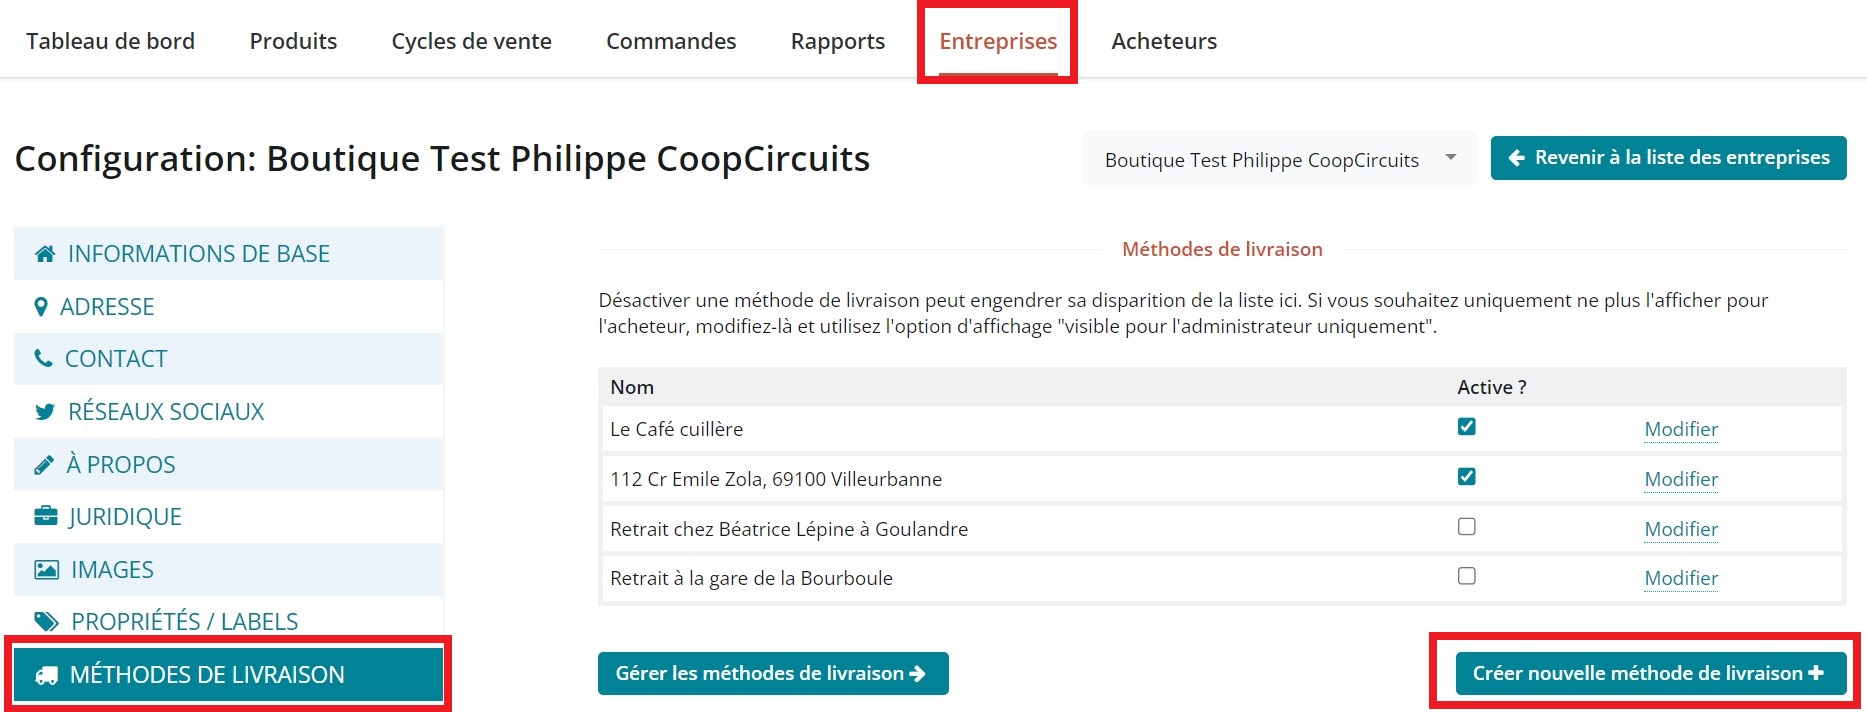 Tableau de bord Produits Cycles de vente Commandes Rapports Entreprises Acheteurs
Configuration: Boutique Test Philippe CoopCircuits
Boutique Test Philippe CoopCircuits
Revenir à la liste des entreprises
INFORMATIONS DE BASE
ADRESSE
CONTACT
RÉSEAUX SOCIAUX
À PROPOS
JURIDIQUE
IMAGES
PROPRIÉTÉS / LABELS
MÉTHODES DE LIVRAISON
Méthodes de livraison
Désactiver une méthode de livraison peut engendrer sa disparition de la liste ici. Si vous souhaitez uniquement ne plus l'afficher pour
l'acheteur, modifiez-là et utilisez l'option d'affichage "visible pour l'administrateur uniquement".
Nom Active ?
Le Café cuillère Modifier
112 Cr Emile Zola, 69100 Villeurbanne Modifier
Retrait chez Béatrice Lépine à Goulandre Modifier
Retrait à la gare de la Bourboule Modifier
Gérer les méthodes de livraison
Créer nouvelle méthode de livraison